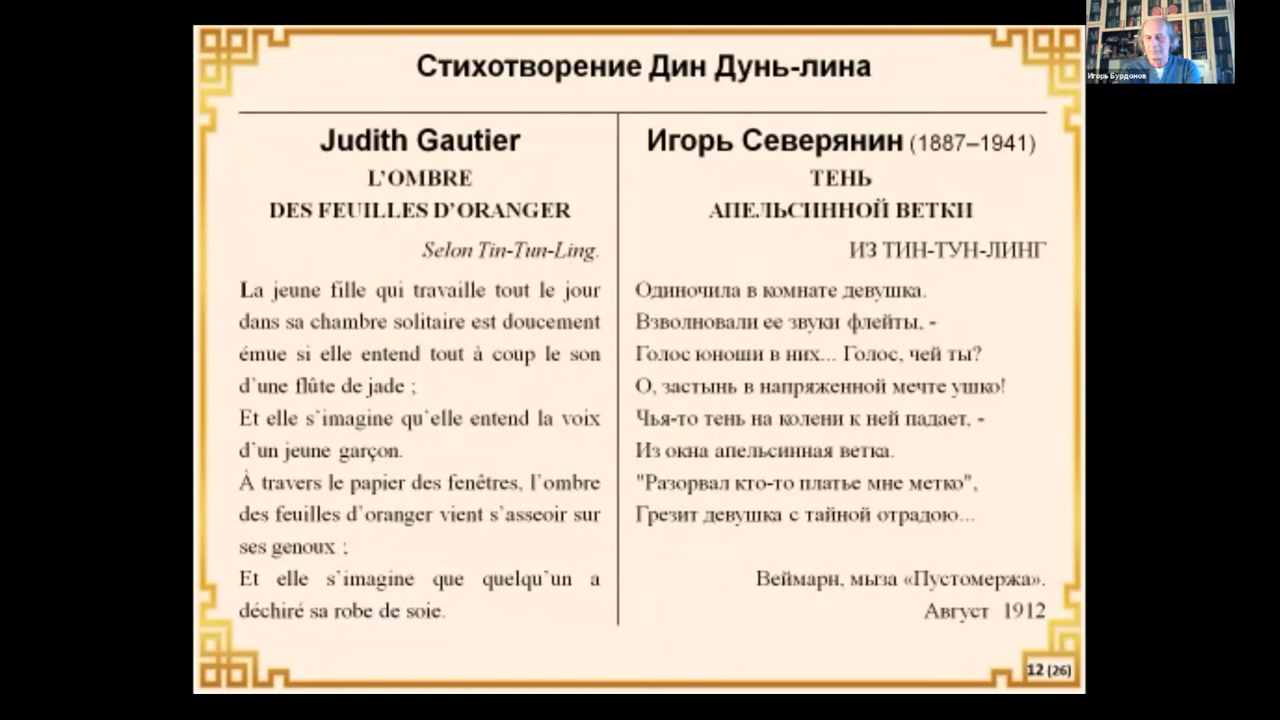 Стихотворение Дин Дунь-лина
Judith Gautier
L’OMBRE
DES FEUILLES D’ORANGER
Selon Tin-Tun-Ling.
La jeune fille qui travaille tout le jour
dans sa chambre solitaire est doucement
émue si elle entend tout à coup le son
d’une flûte de jade ;
Et elle s’imagine qu’elle entend la voix
d’un jeune garçon.
À travers le papier des fenêtres, l’ombre
des feuilles d’oranger vient s’asseoir sur
ses genoux ;
Et elle s’imagine que quelqu’un a
déchiré sa robe de soie.
Игорь Северянин (1887–1941)
ТЕНЬ
АПЕЛЬСИННОЙ ВЕТКИ
ИЗ ТИН-ТУН-ЛИНГ
Одиночила в комнате девушка.
Взволновали ее звуки флейты, -
Голос юноши в них... Голос, чей ты?
О, застынь в напряженной мечте ушко!
Чья-то тень на колени к ней падает, -
Из окна апельсинная ветка.
"Разорвал кто-то платье мне метко",
Грезит девушка с тайной отрадою...
Веймарн, мыза «Пустомержа».
Август 1912
12 (26)
Игорь Бурдонов